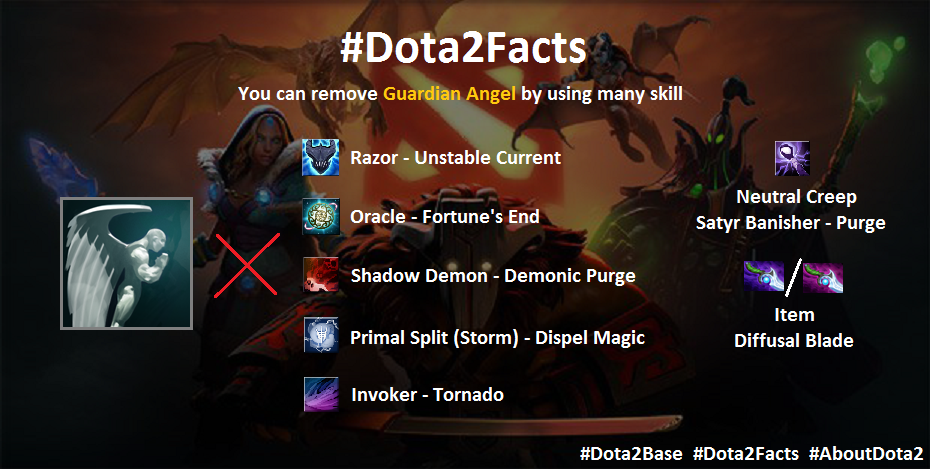 #Dota2Facts
You can remove Guardian Angel by using many skill
Razor - Unstable Current
Oracle - Fortune's End
Shadow Demon - Demonic Purge
Primal Split (Storm) - Dispel Magic
Invoker - Tornado
Neutral Creep
Satyr Banisher - Purge
Item
Diffusal Blade
#Dota2Base #Dota2Facts #AboutDota2